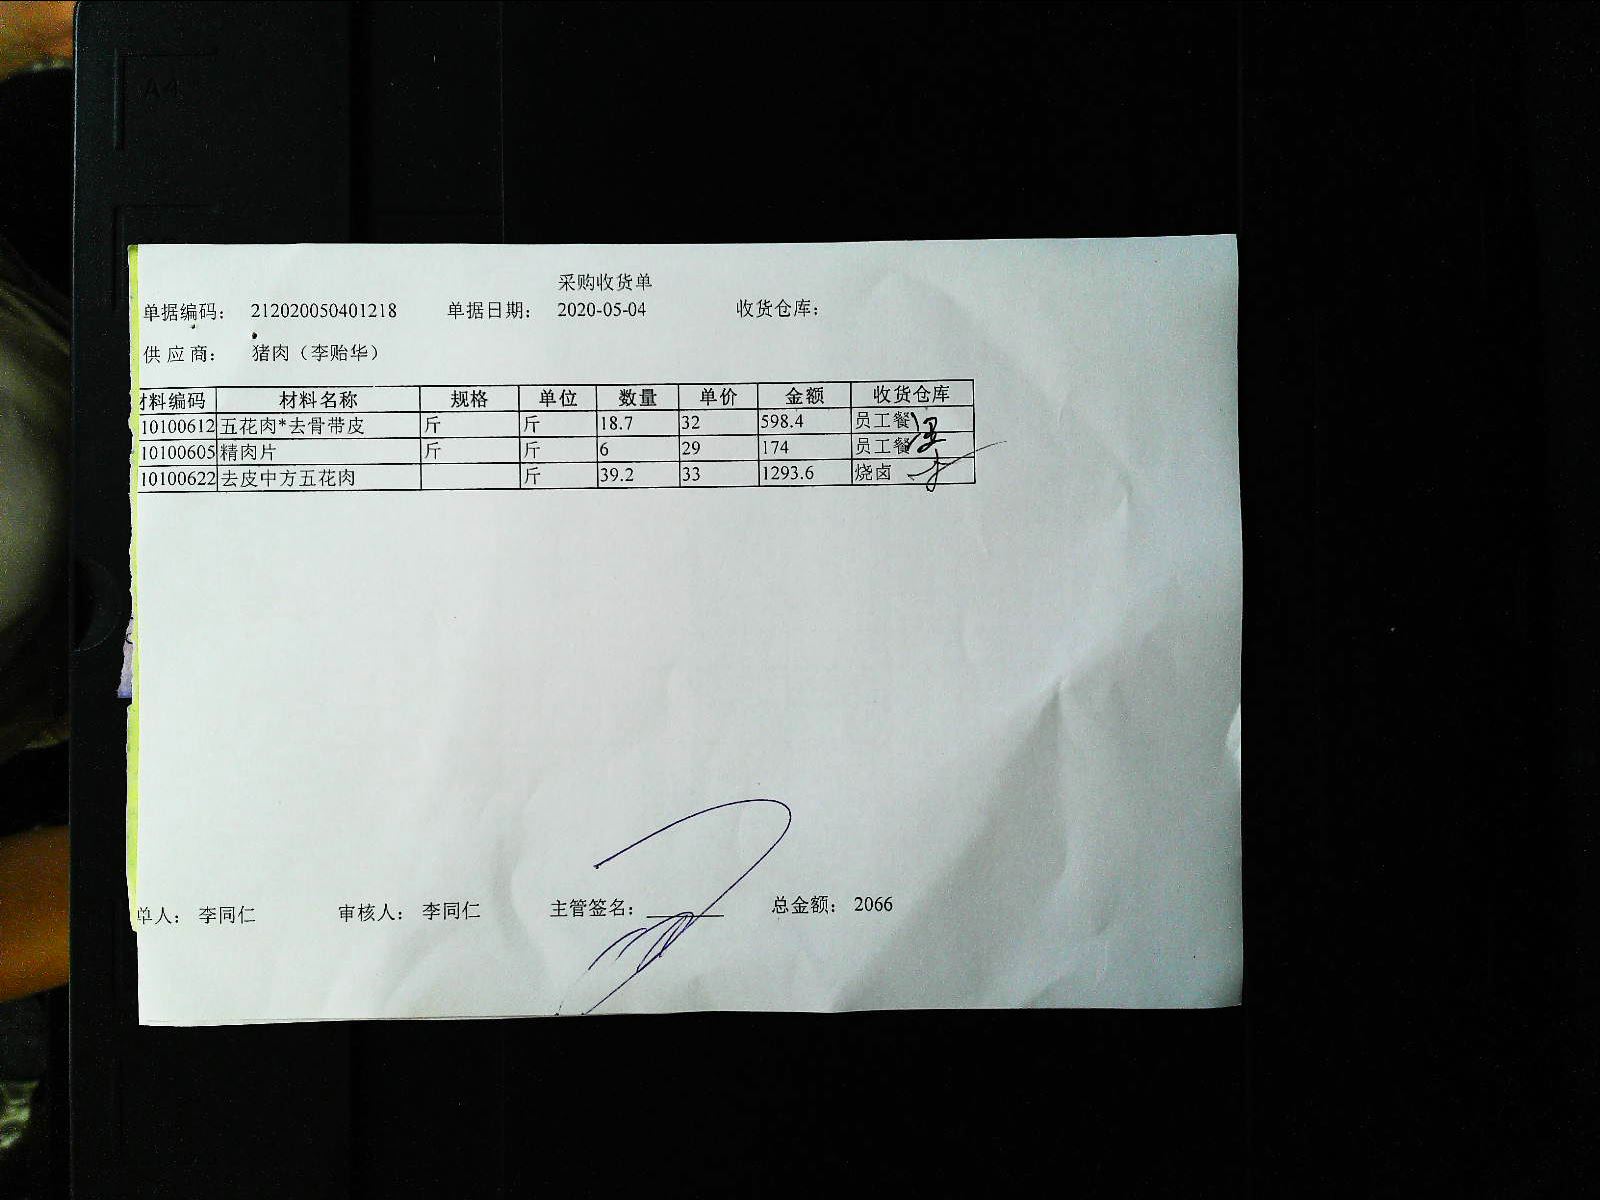 A4
采购收货单
单据编码： 212020050401218 单据日期： 2020-05-04 收货仓库：
供应商： 猪肉（李贻华）
材料编码 材料名称 规格 单位 数量 单价 金额 收货仓库
10100612 五花肉*去骨带皮 斤 斤 18.7 32 598.4 员工餐
10100605 精肉片 斤 斤 6 29 174 员工餐
10100622 去皮中方五花肉 斤 39.2 33 1293.6 烧卤
单人： 李同仁 审核人： 李同仁 主管签名： 总金额： 2066